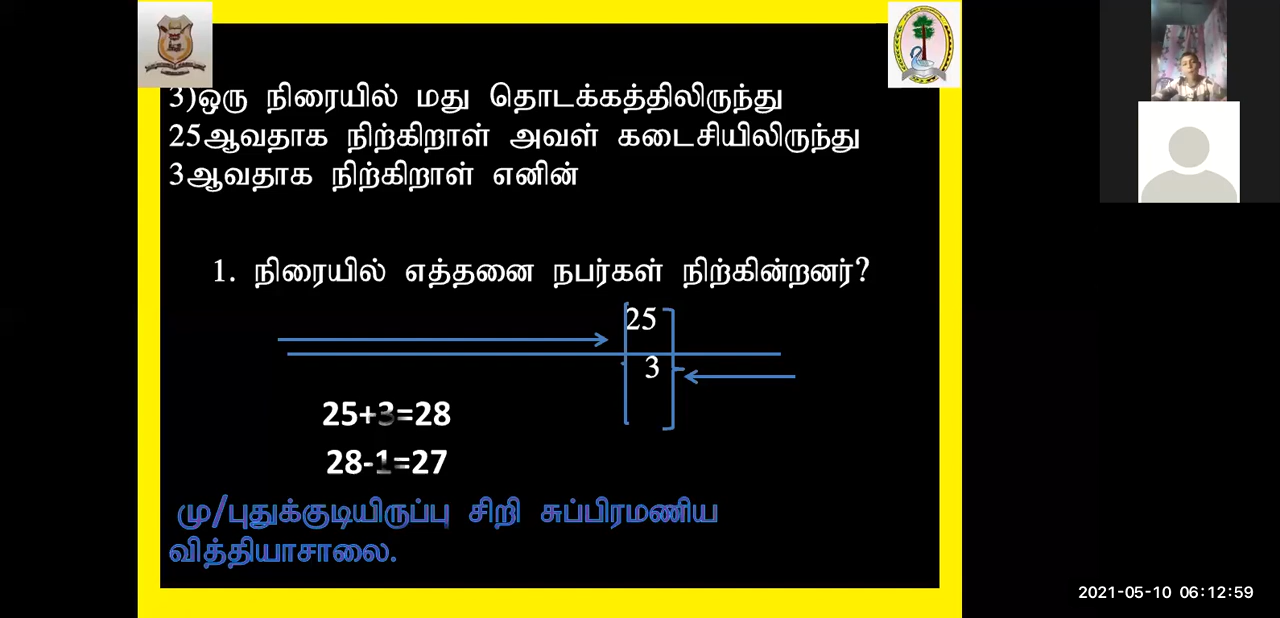 3)ஒரு நிரையில் மது தொடக்கத்திலிருந்து
25ஆவதாக நிற்கிறாள் அவள் கடைசியிலிருந்து
3ஆவதாக நிற்கிறாள் எனின்
1. நிரையில் எத்தனை நபர்கள் நிற்கின்றனர்?
25
3
25+3=28
28-1=27
மு/புதுக்குடியிருப்பு சிறி சுப்பிரமணிய
வித்தியாசாலை.
2021-05-10 06:12:59